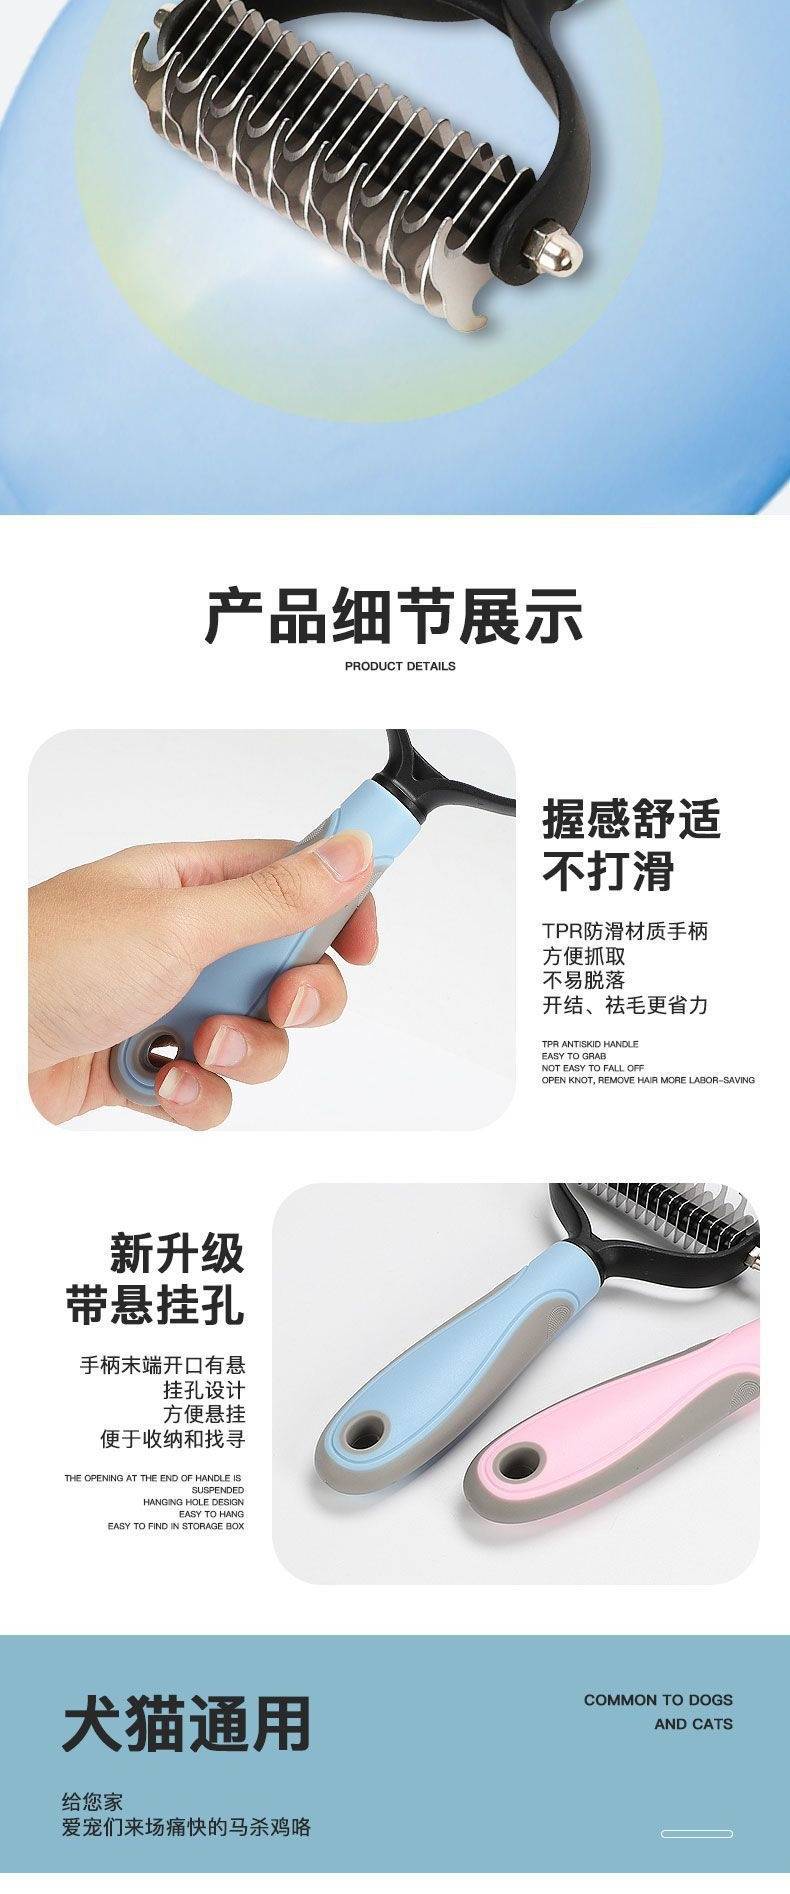 产品细节展示
PRODUCT DETAILS
握感舒适
不打滑
TPR防滑材质手柄
方便抓取
不易脱落
开结、祛毛更省力
TPR ANTISKID HANDLE
EASY TO GRAB
NOT EASY TO FALL OFF
OPEN KNOT, REMOVE HAIR MORE LABOR-SAVING
新升级
带悬挂孔
手柄末端开口有悬
挂孔设计
方便悬挂
便于收纳和找寻
THE OPENING AT THE END OF HANDLE IS
SUSPENDED
HANGING HOLE DESIGN
EASY TO HANG
EASY TO FIND IN STORAGE BOX
犬猫通用
COMMON TO DOGS
AND CATS
给您家
爱宠们来场痛快的马杀鸡咯